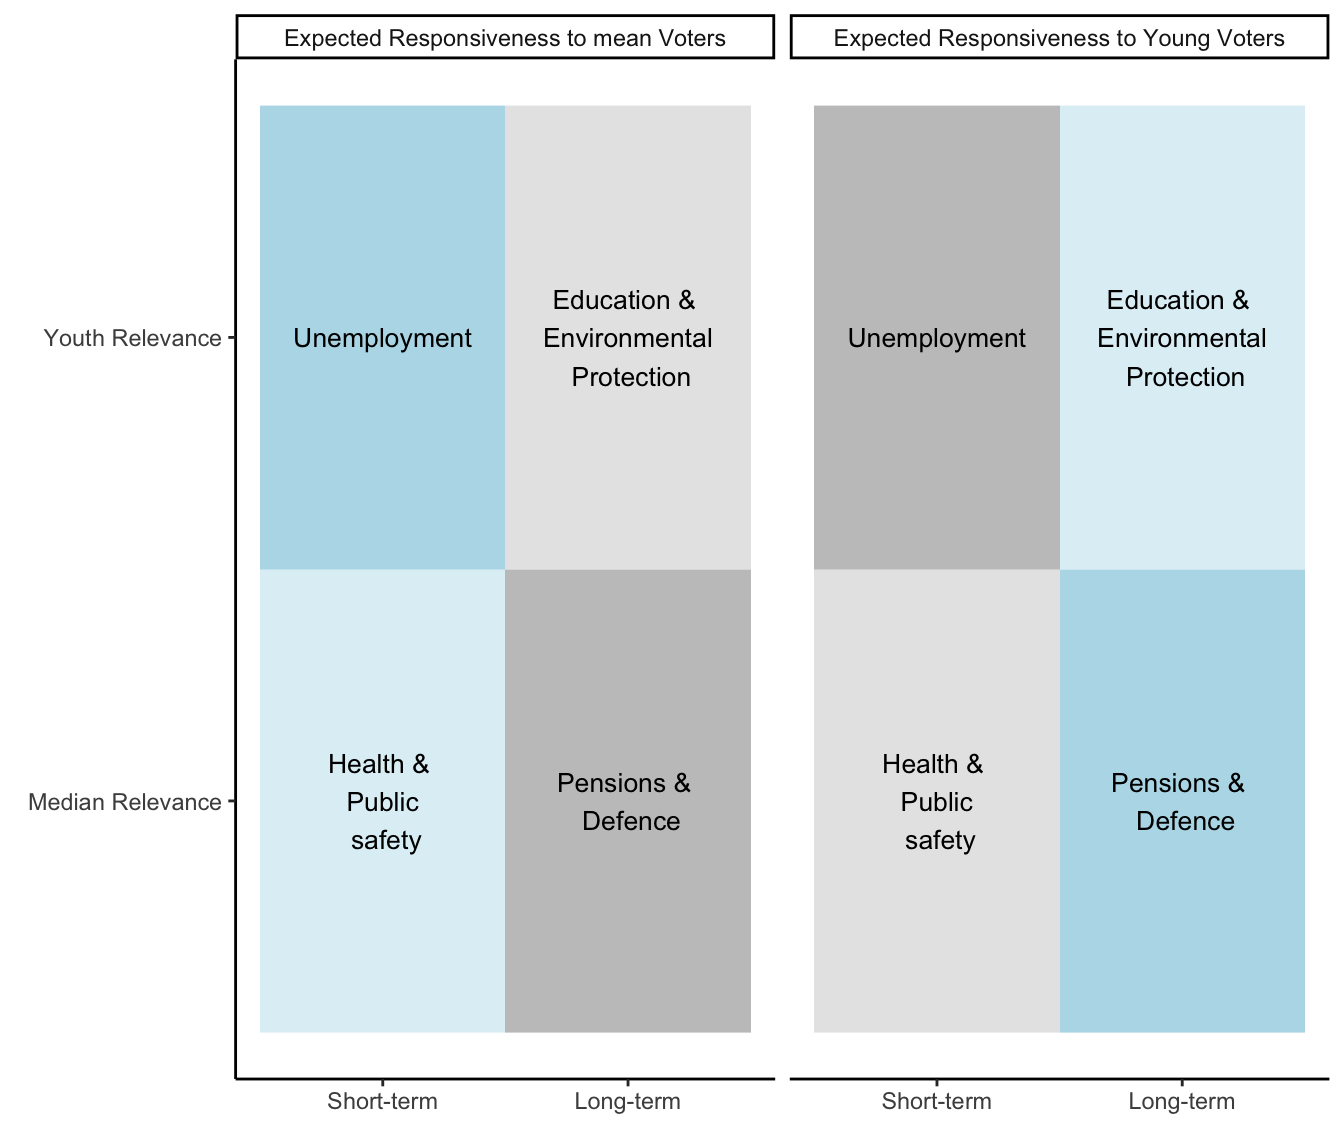 Expected Responsiveness to mean Voters
Expected Responsiveness to Young Voters
Youth Relevance
Unemployment
Education &
Environmental
Protection
Unemployment
Education &
Environmental
Protection
Median Relevance
Health &
Public
safety
Pensions &
Defence
Health &
Public
safety
Pensions &
Defence
Short-term
Long-term
Short-term
Long-term